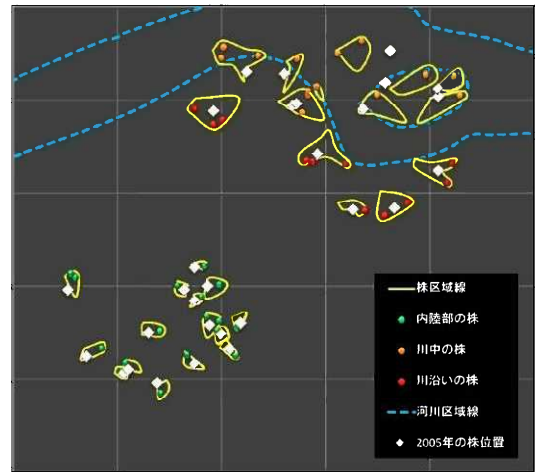 株区域線
内陸部の株
川中の株
川沿いの株
河川区域線
2005年の株位置